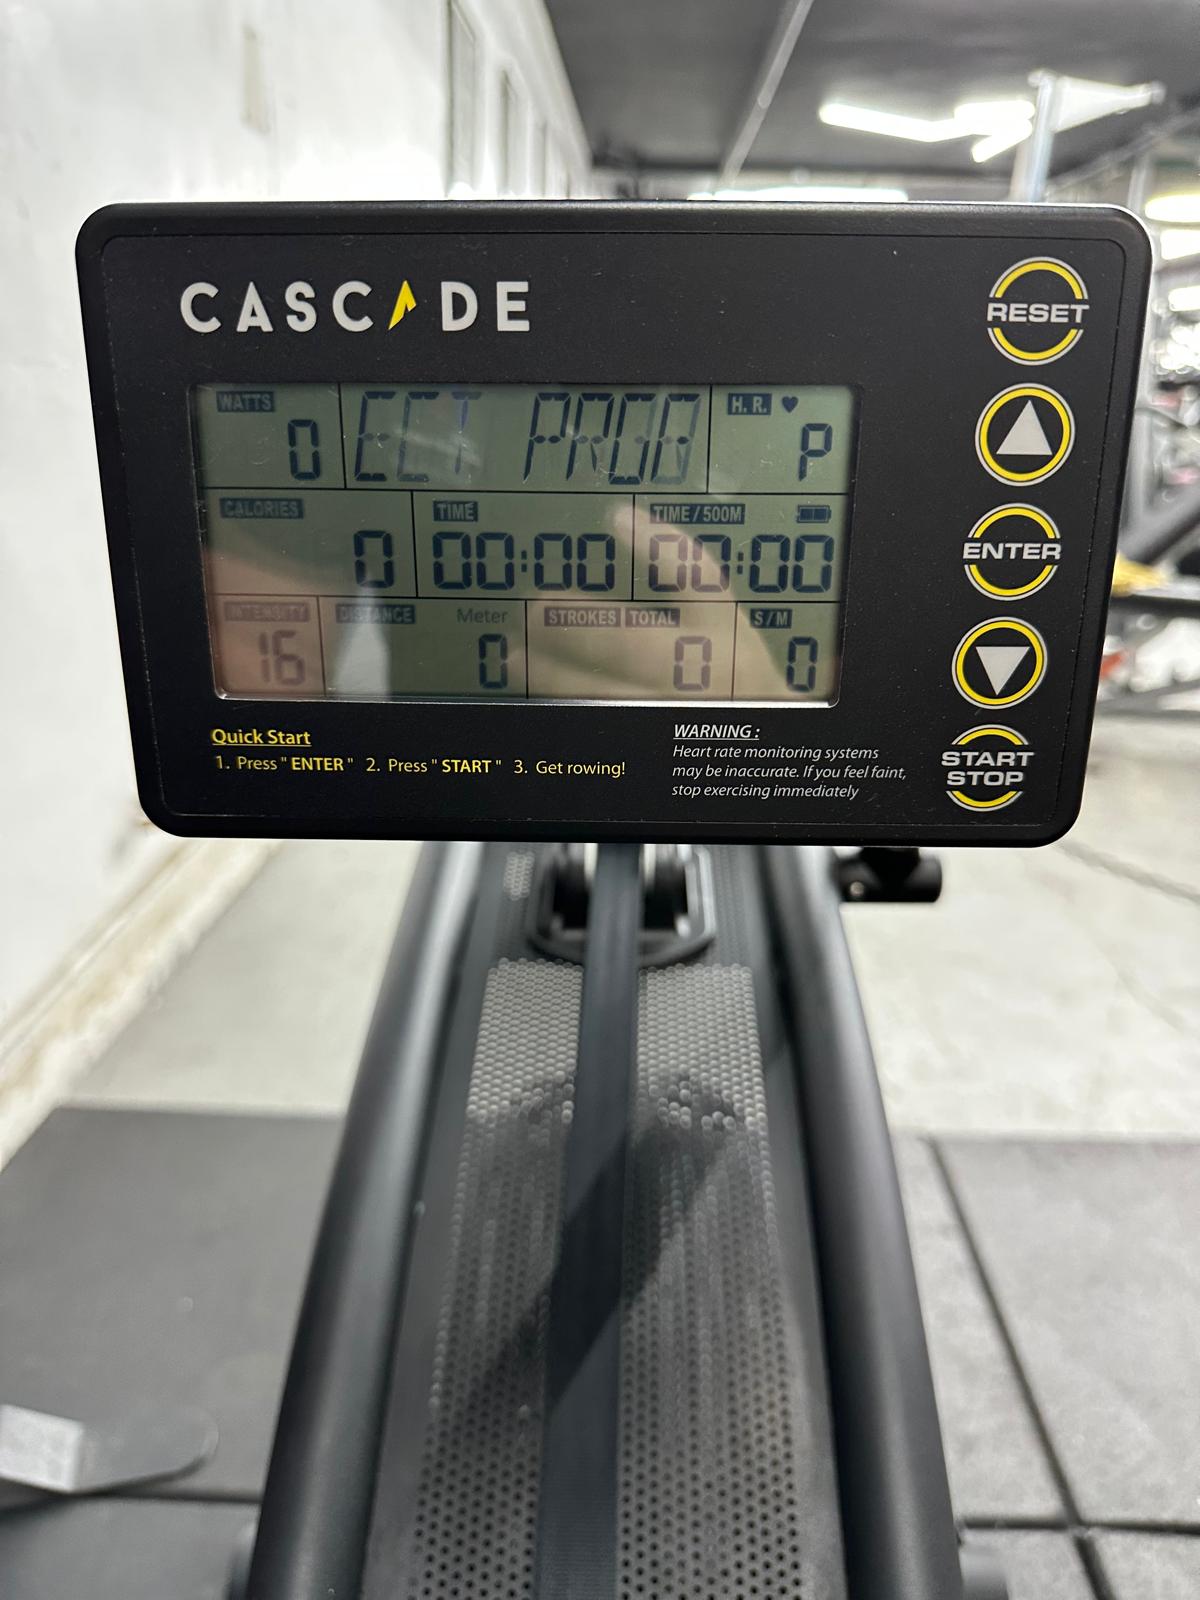 CASCADE
RESET
WATTS
0
ECT PROG
H.R.
P
CALORIES
0
TIME
00:00
TIME/500M
00:00
ENTER
INTENSITY
16
DISTANCE
Meter
0
STROKES TOTAL
0
S/M
0
Quick Start
1. Press "ENTER" 2. Press "START" 3. Get rowing!
WARNING:
Heart rate monitoring systems
may be inaccurate. If you feel faint,
stop exercising immediately
START
STOP